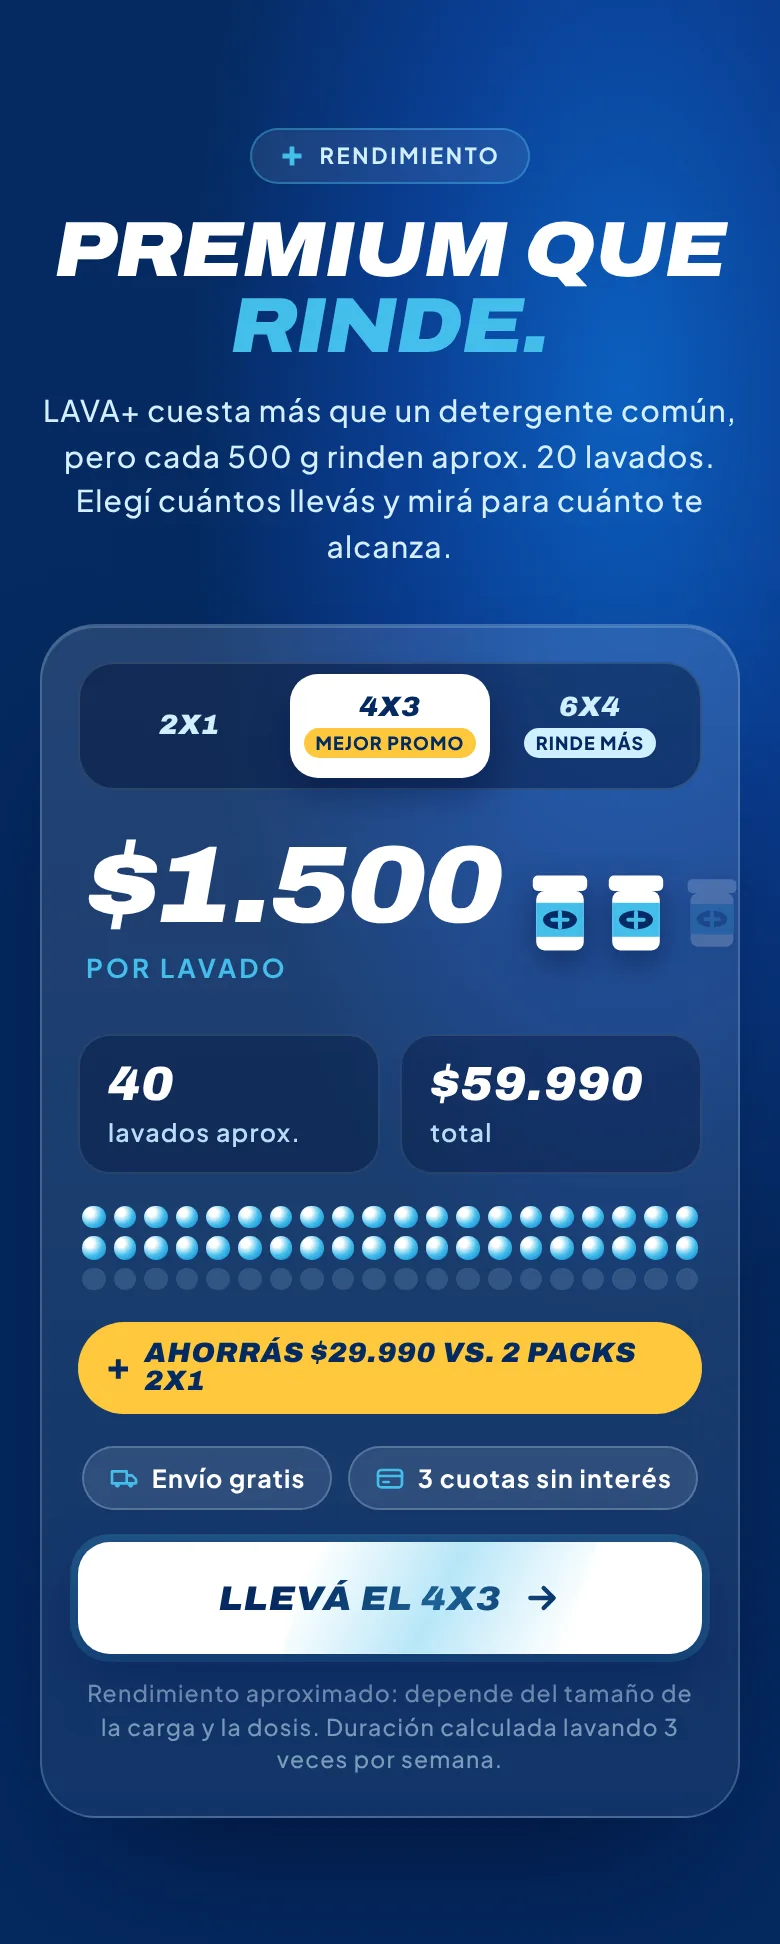 + RENDIMIENTO
PREMIUM QUE
RINDE.
LAVA+ cuesta más que un detergente común,
pero cada 500 g rinden aprox. 20 lavados.
Elegí cuántos llevás y mirá para cuánto te
alcanza.
2X1
4X3
MEJOR PROMO
6X4
RINDE MÁS
$1.500
POR LAVADO
40
lavados aprox.
$59.990
total
+ AHORRÁS $29.990 VS. 2 PACKS
2X1
Envío gratis
3 cuotas sin interés
LLEVÁ EL 4X3 →
Rendimiento aproximado: depende del tamaño de
la carga y la dosis. Duración calculada lavando 3
veces por semana.